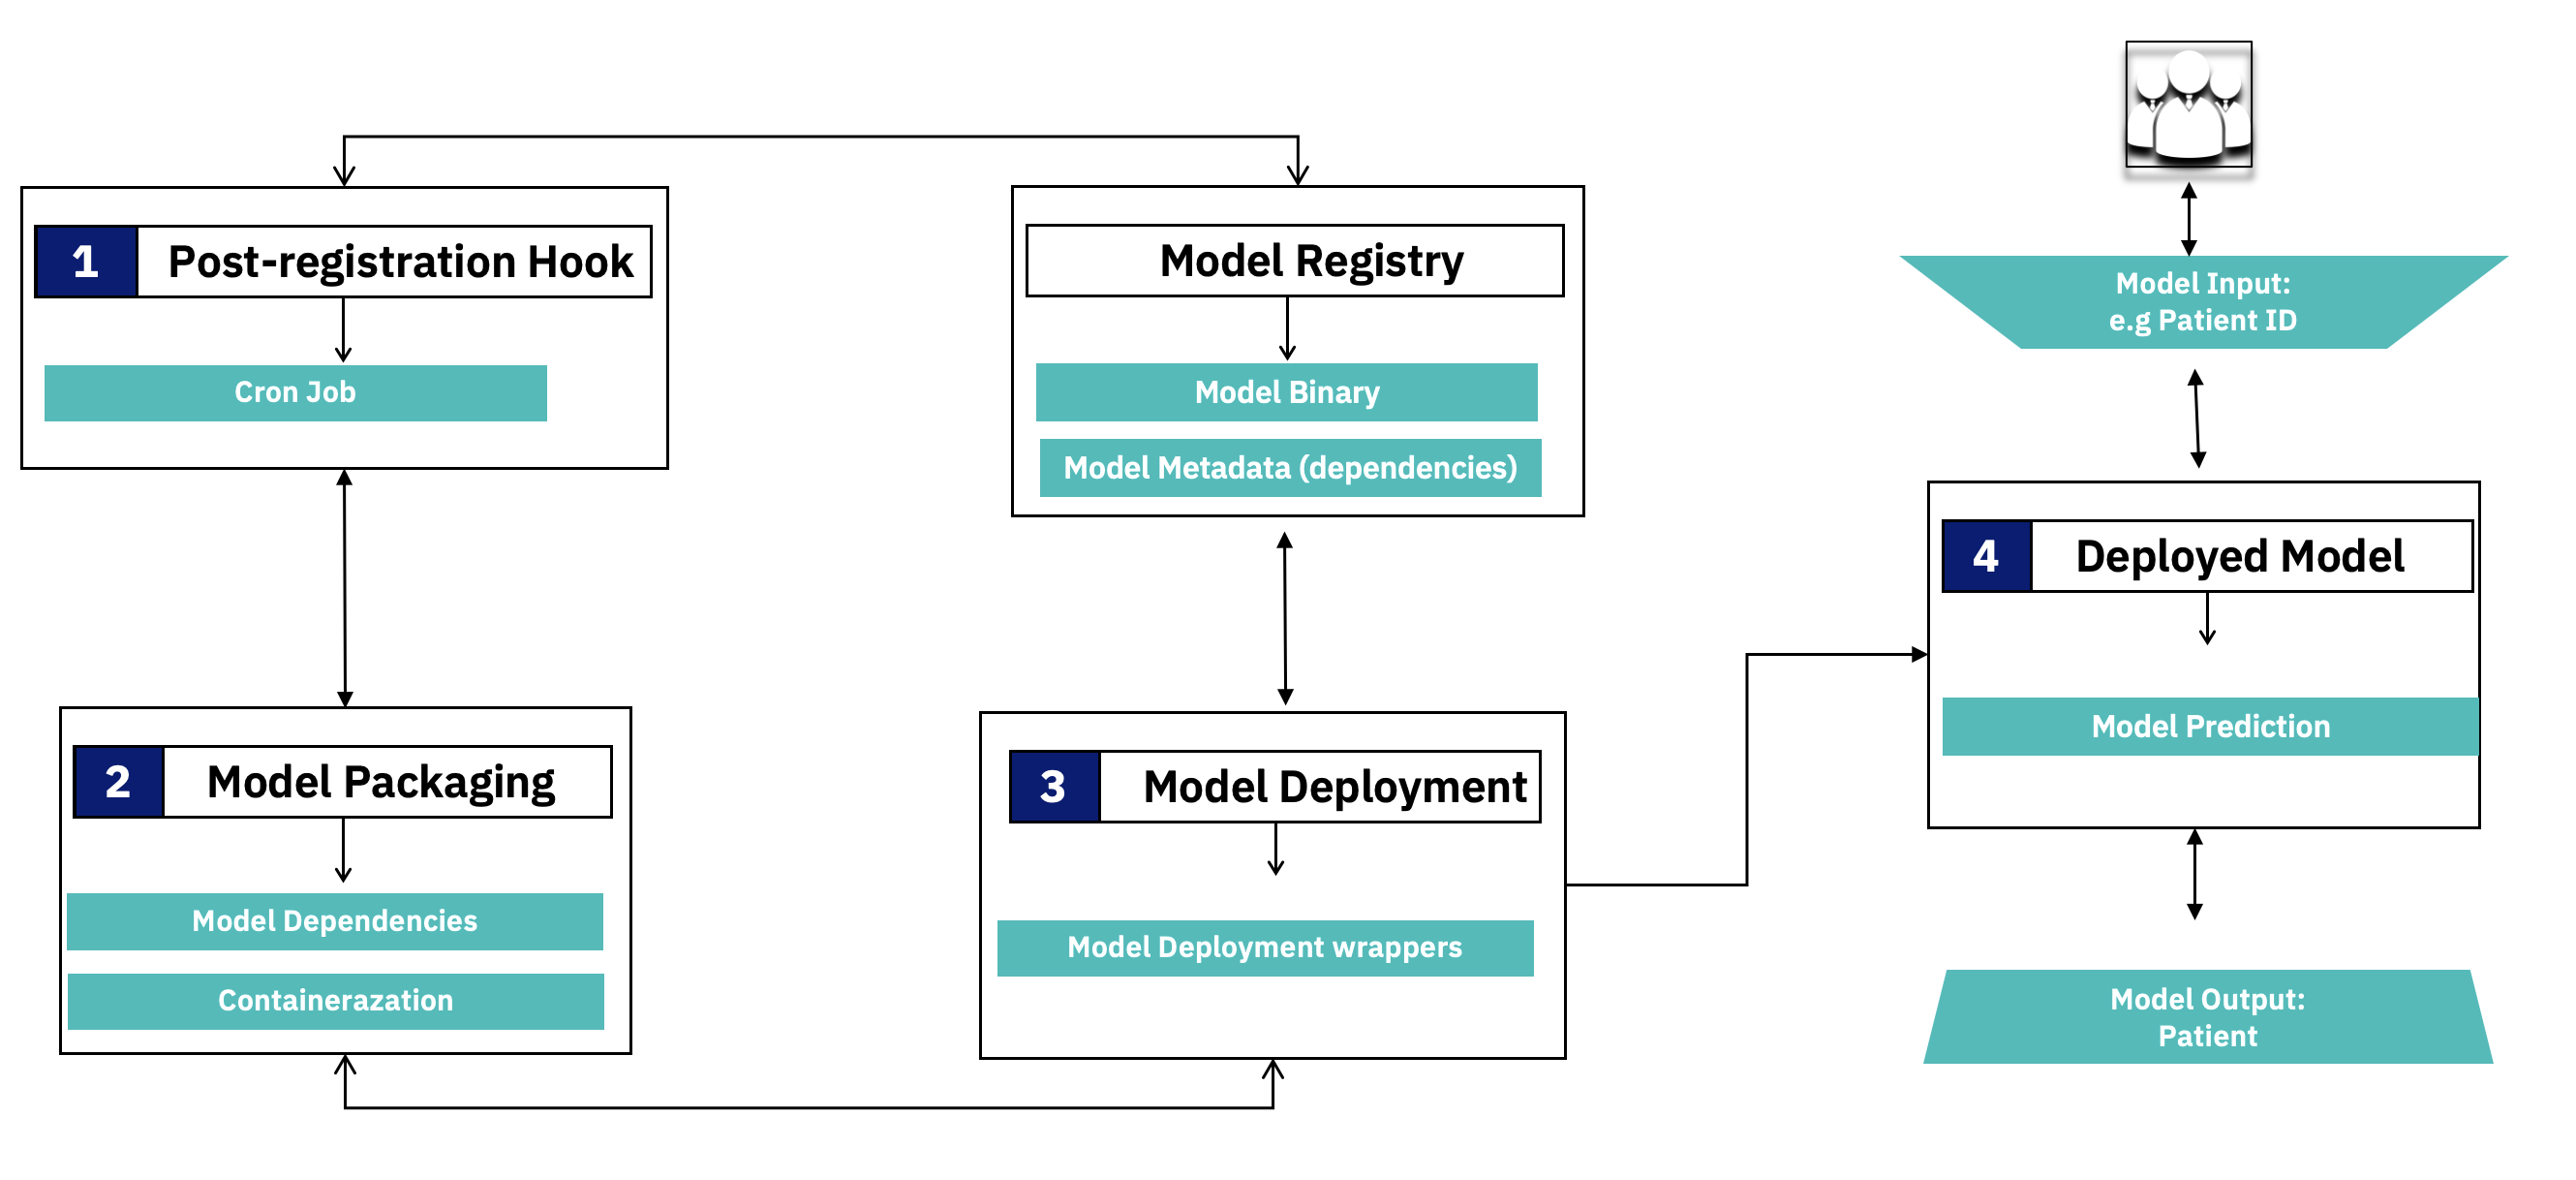 1 Post-registration Hook
Cron Job
Model Registry
Model Binary
Model Metadata (dependencies)
Model Input:
e.g Patient ID
2 Model Packaging
Model Dependencies
Containerazation
3 Model Deployment
Model Deployment wrappers
4 Deployed Model
Model Prediction
Model Output:
Patient